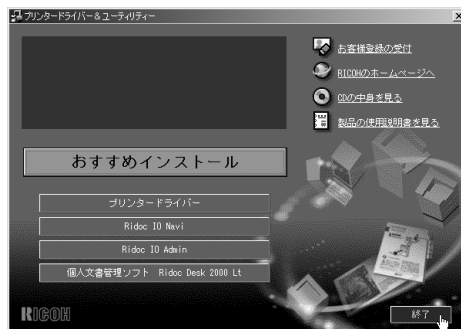 プリンタードライバー＆ユーティリティー
お客様登録の受付
RICOHのホームページへ
CDの中身を見る
製品の使用説明書を見る
おすすめインストール
プリンタードライバー
Ridoc IO Navi
Ridoc IO Admin
個人文書管理ソフト Ridoc Desk 2000 Lt
RICOH
終了